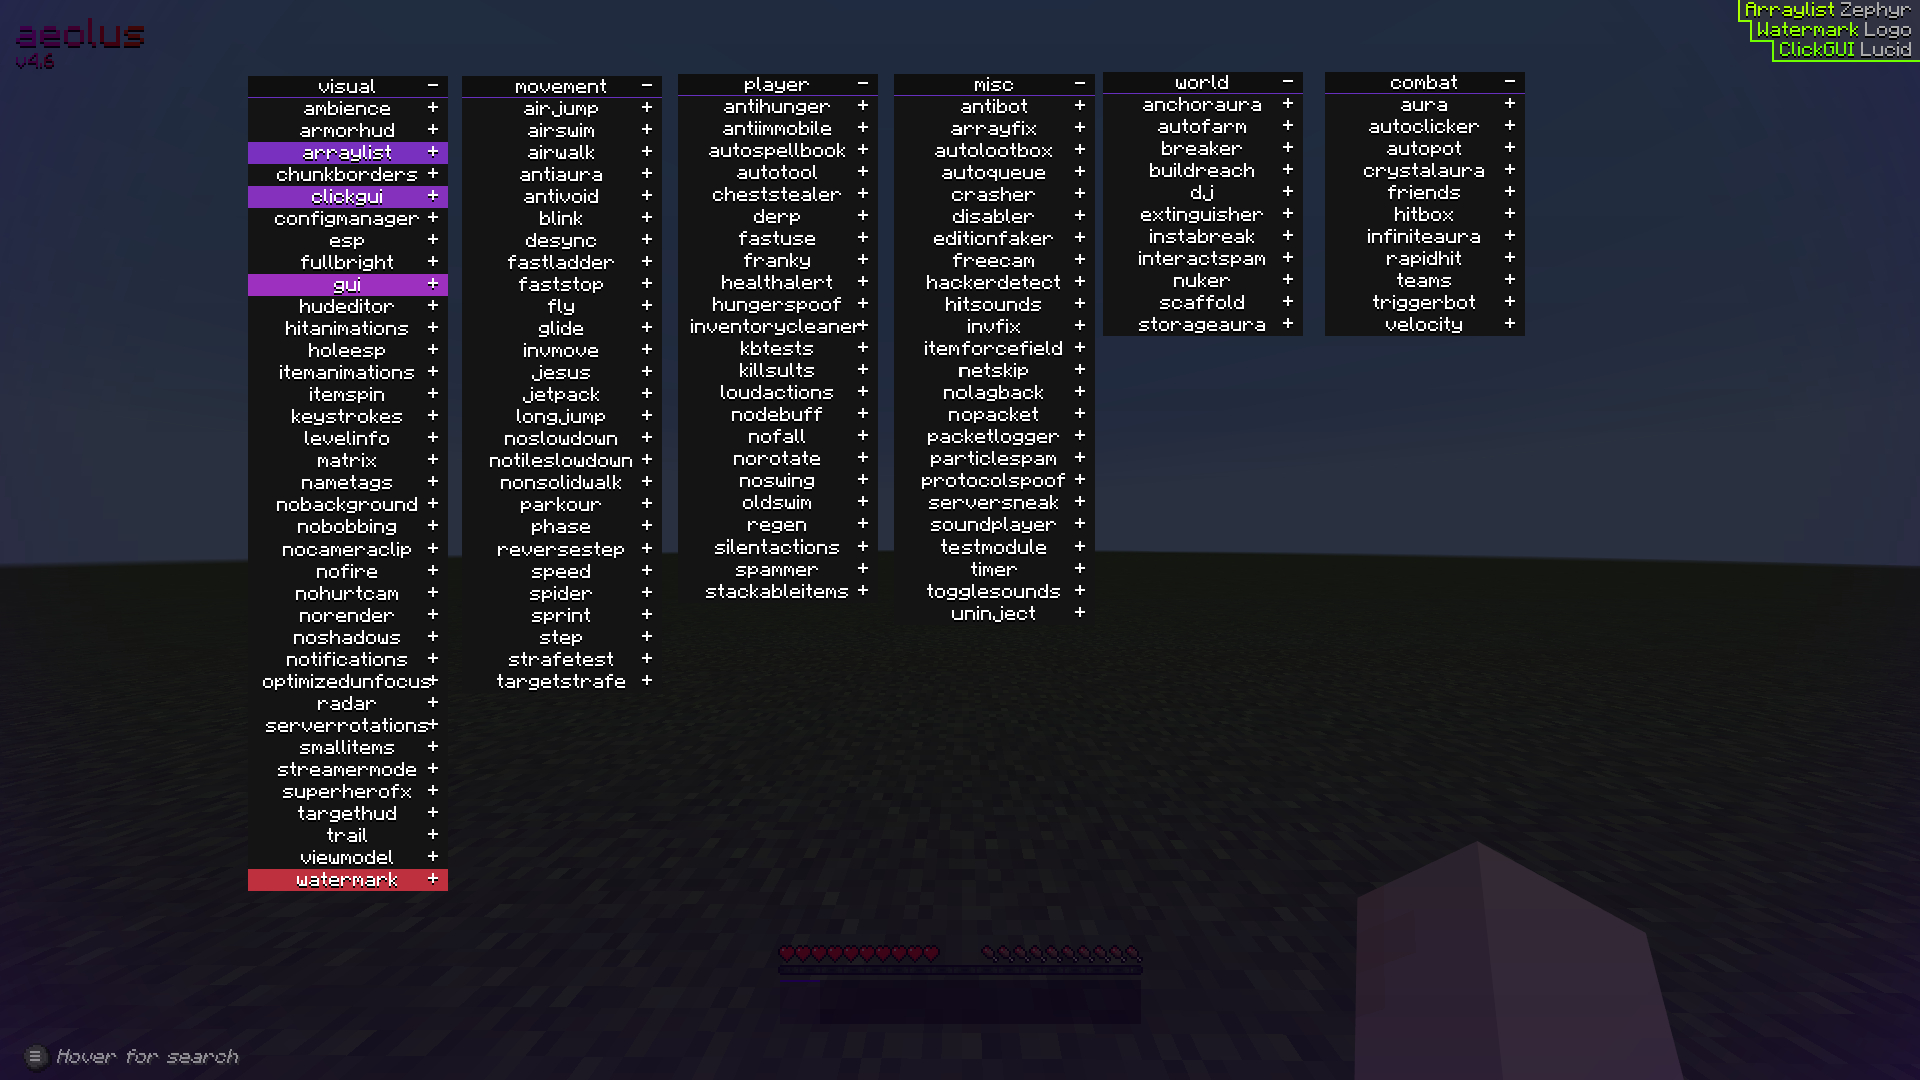 aeolus
v4.6
Arraylist Zephyr
Watermark Logo
ClickGUI Lucid
visual −
ambience +
armorhud +
arraylist +
chunkborders +
clickgui +
configmanager +
esp +
fullbright +
gui +
hudeditor +
hitanimations +
holeesp +
itemanimations +
itemspin +
keystrokes +
levelinfo +
matrix +
nametags +
nobackground +
nobobbing +
nocameraclip +
nofire +
nohurtcam +
norender +
noshadows +
notifications +
optimizedunfocus+
radar +
serverrotations+
smallitems +
streamermode +
superherofx +
targethud +
trail +
viewmodel +
watermark +
movement −
airjump +
airswim +
airwalk +
antiaura +
antivoid +
blink +
desync +
fastladder +
faststop +
fly +
glide +
invmove +
jesus +
jetpack +
longjump +
noslowdown +
notileslowdown +
nonsolidwalk +
parkour +
phase +
reversestep +
speed +
spider +
sprint +
step +
strafetest +
targetstrafe +
player −
antihunger +
antiimmobile +
autospellbook +
autotool +
cheststealer +
derp +
fastuse +
franky +
healthalert +
hungerspoof +
inventorycleaner+
kbtests +
killsults +
loudactions +
nodebuff +
nofall +
norotate +
noswing +
oldswim +
regen +
silentactions +
spammer +
stackableitems +
misc −
antibot +
arrayfix +
autolootbox +
autoqueue +
crasher +
disabler +
editionfaker +
freecam +
hackerdetect +
hitsounds +
invfix +
itemforcefield +
netskip +
nolagback +
nopacket +
packetlogger +
particlespam +
protocolspoof +
serversneak +
soundplayer +
testmodule +
timer +
togglesounds +
uninject +
world −
anchoraura +
autofarm +
breaker +
buildreach +
dj +
extinguisher +
instabreak +
interactspam +
nuker +
scaffold +
storageaura +
combat −
aura +
autoclicker +
autopot +
crystalaura +
friends +
hitbox +
infiniteaura +
rapidhit +
teams +
triggerbot +
velocity +
Hover for search